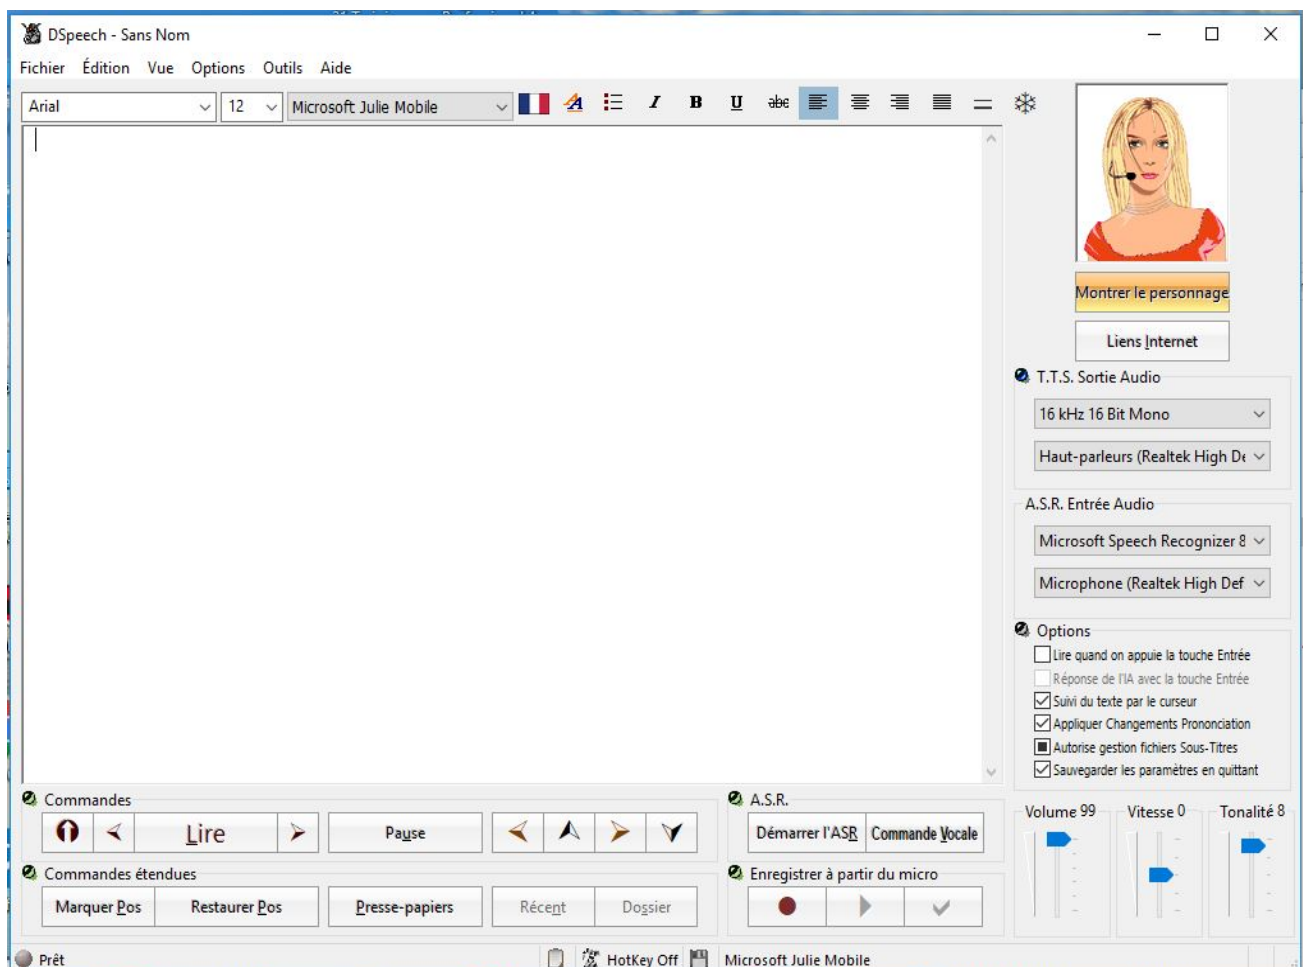 DSpeech - Sans Nom
Fichier Édition Vue Options Outils Aide
Arial 12 Microsoft Julie Mobile A I B U abc
Montrer le personnage
Liens Internet
T.T.S. Sortie Audio
16 kHz 16 Bit Mono
Haut-parleurs (Realtek High De
A.S.R. Entrée Audio
Microsoft Speech Recognizer 8
Microphone (Realtek High Def
Options
Lire quand on appuie la touche Entrée
Réponse de l'IA avec la touche Entrée
Suivi du texte par le curseur
Appliquer Changements Prononciation
Autorise gestion fichiers Sous-Titres
Sauvegarder les paramètres en quittant
Commandes
Lire Pause
A.S.R.
Démarrer l'ASR Commande Vocale
Volume 99 Vitesse 0 Tonalité 8
Commandes étendues
Marquer Pos Restaurer Pos Presse-papiers Récent Dossier
Enregistrer à partir du micro
Prêt HotKey Off Microsoft Julie Mobile